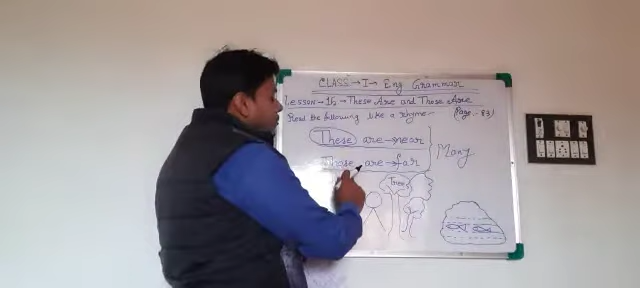 CLASS → I → Eng Grammar
Lesson → 16 → These Are and Those Are
Read the following like a rhyme- (Page :- 83)
These are → near
Those are → far
Many
Trees